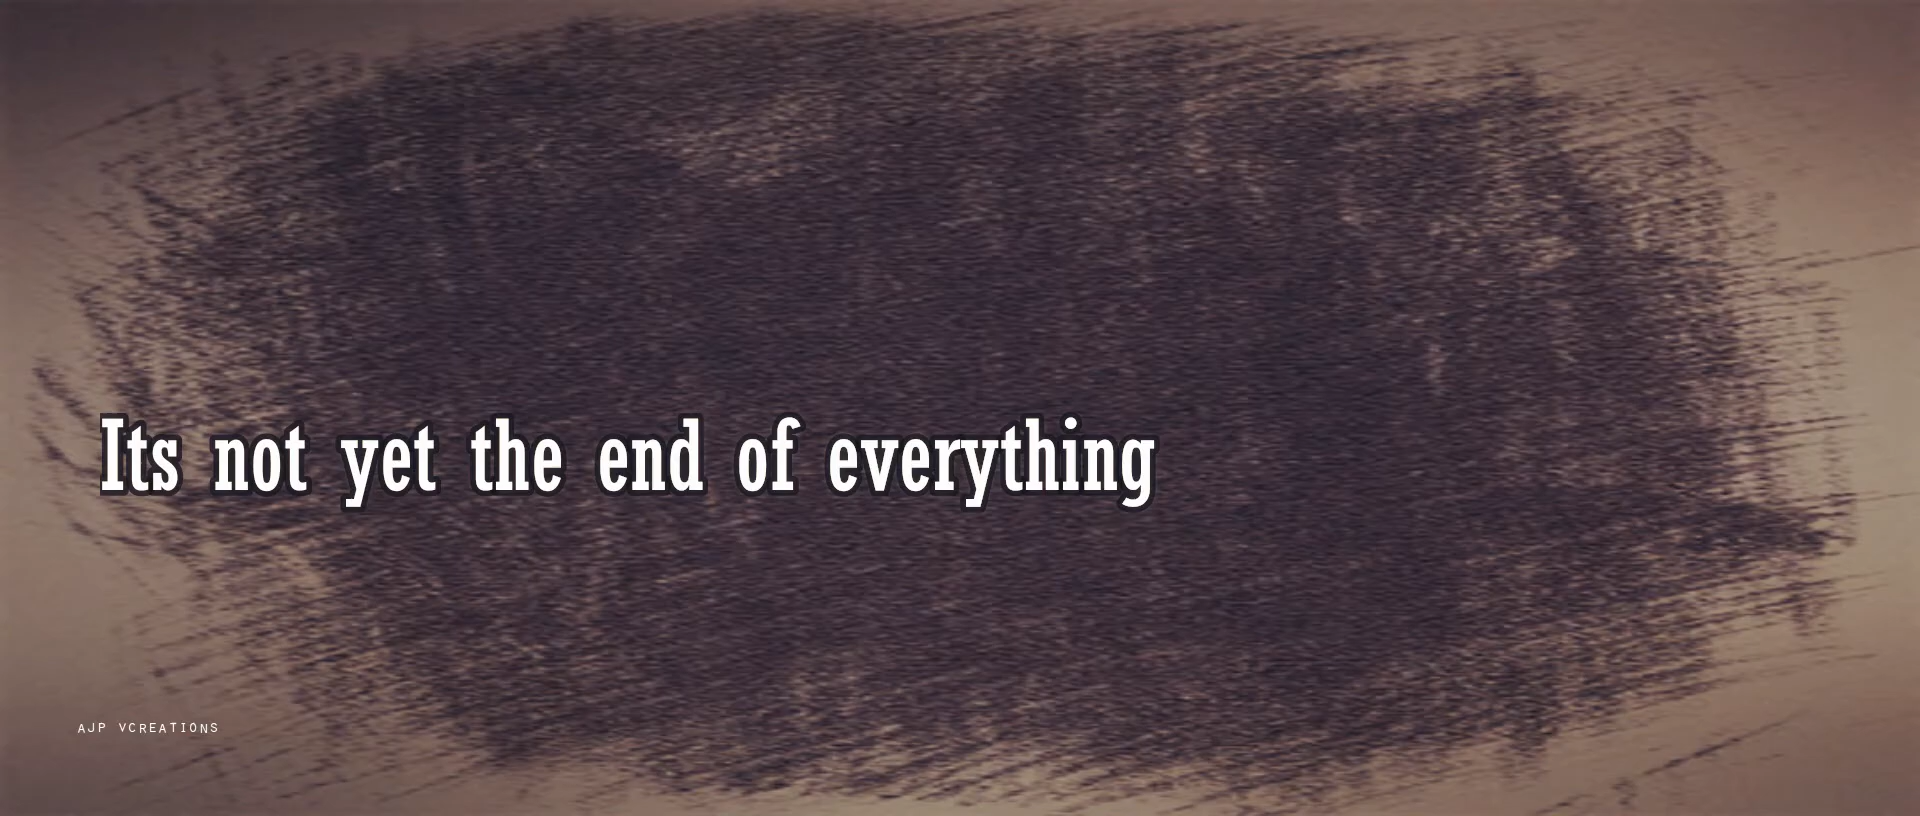 Its not yet the end of everything
AJP VCREATIONS